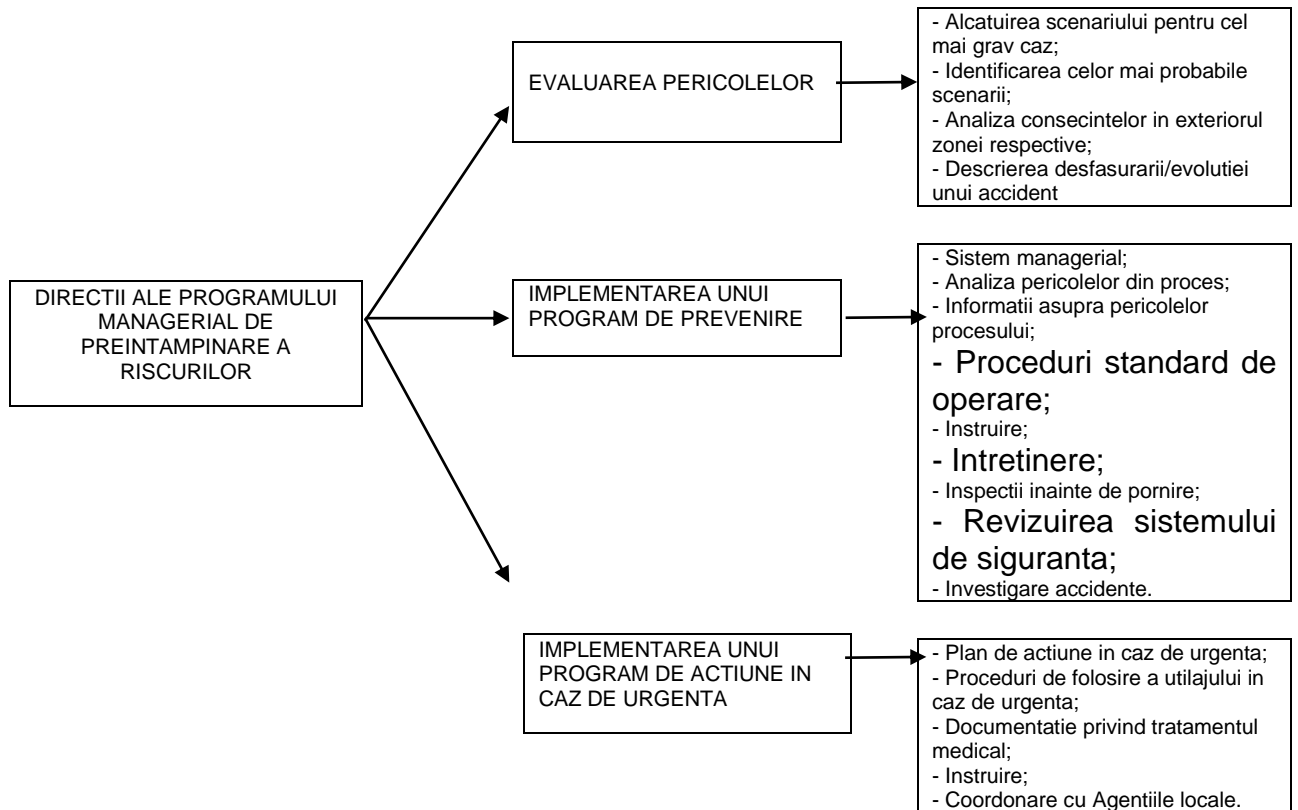 - Alcatuirea scenariului pentru cel
mai grav caz;
- Identificarea celor mai probabile
scenarii;
- Analiza consecintelor in exteriorul
zonei respective;
- Descrierea desfasurarii/evolutiei
unui accident
EVALUAREA PERICOLELOR
DIRECTII ALE PROGRAMULUI
MANAGERIAL DE
PREINTAMPINARE A
RISCURILOR
IMPLEMENTAREA UNUI
PROGRAM DE PREVENIRE
- Sistem managerial;
- Analiza pericolelor din proces;
- Informatii asupra pericolelor
procesului;
- Proceduri standard de
operare;
- Instruire;
- Intretinere;
- Inspectii inainte de pornire;
- Revizuirea sistemului
de siguranta;
- Investigare accidente.
IMPLEMENTAREA UNUI
PROGRAM DE ACTIUNE IN
CAZ DE URGENTA
- Plan de actiune in caz de urgenta;
- Proceduri de folosire a utilajului in
caz de urgenta;
- Documentatie privind tratamentul
medical;
- Instruire;
- Coordonare cu Agentiile locale.